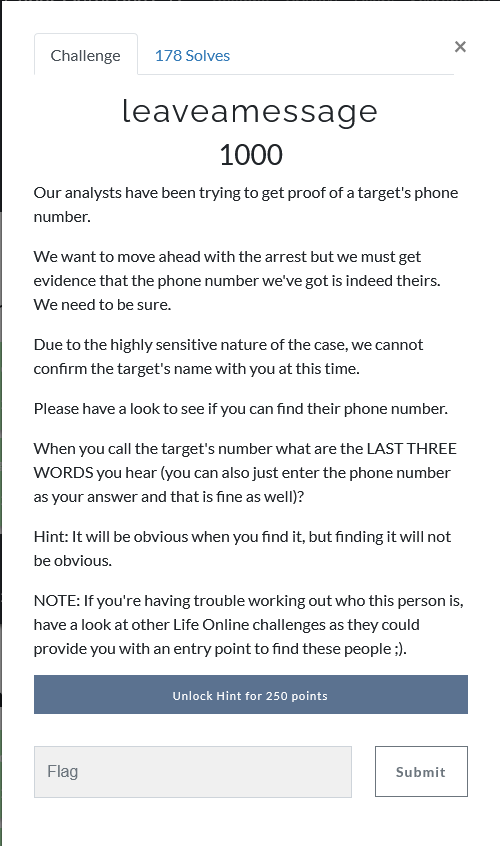 Challenge
178 Solves
×
leaveamessage
1000
Our analysts have been trying to get proof of a target's phone
number.
We want to move ahead with the arrest but we must get
evidence that the phone number we've got is indeed theirs.
We need to be sure.
Due to the highly sensitive nature of the case, we cannot
confirm the target's name with you at this time.
Please have a look to see if you can find their phone number.
When you call the target's number what are the LAST THREE
WORDS you hear (you can also just enter the phone number
as your answer and that is fine as well)?
Hint: It will be obvious when you find it, but finding it will not
be obvious.
NOTE: If you're having trouble working out who this person is,
have a look at other Life Online challenges as they could
provide you with an entry point to find these people ;).
Unlock Hint for 250 points
Flag
Submit